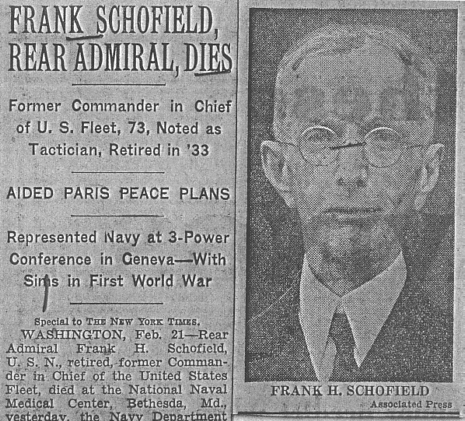 FRANK SCHOFIELD,
REAR ADMIRAL, DIES
Former Commander in Chief
of U. S. Fleet, 73, Noted as
Tactician, Retired in '33
AIDED PARIS PEACE PLANS
Represented Navy at 3-Power
Conference in Geneva—With
Sims in First World War
Special to THE NEW YORK TIMES.
WASHINGTON, Feb. 21—Rear
Admiral Frank H. Schofield,
U. S. N., retired, former Comman-
der in Chief of the United States
Fleet, died at the National Naval
Medical Center, Bethesda, Md.,
yesterday, the Navy Department
FRANK H. SCHOFIELD
Associated Press